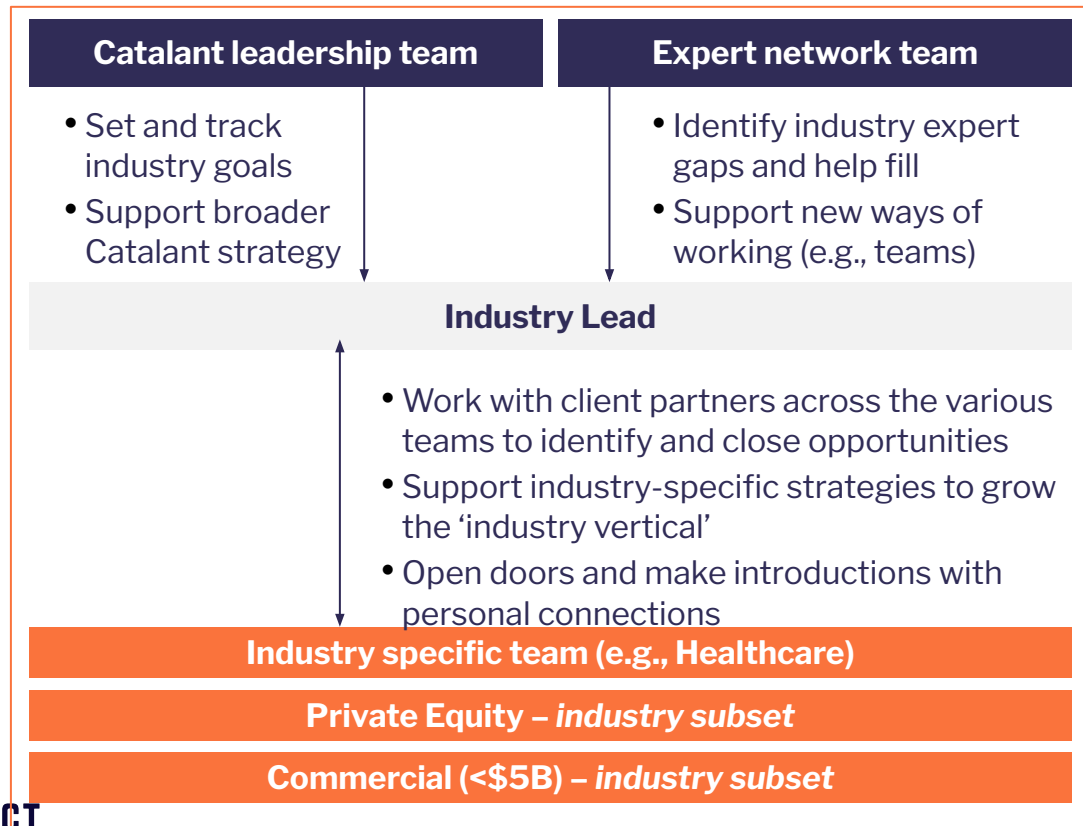 Catalant leadership team
Expert network team
• Set and track
industry goals
• Support broader
Catalant strategy
• Identify industry expert
gaps and help fill
• Support new ways of
working (e.g., teams)
Industry Lead
• Work with client partners across the various
teams to identify and close opportunities
• Support industry-specific strategies to grow
the ‘industry vertical’
• Open doors and make introductions with
personal connections
Industry specific team (e.g., Healthcare)
Private Equity – industry subset
Commercial (<$5B) – industry subset
CT